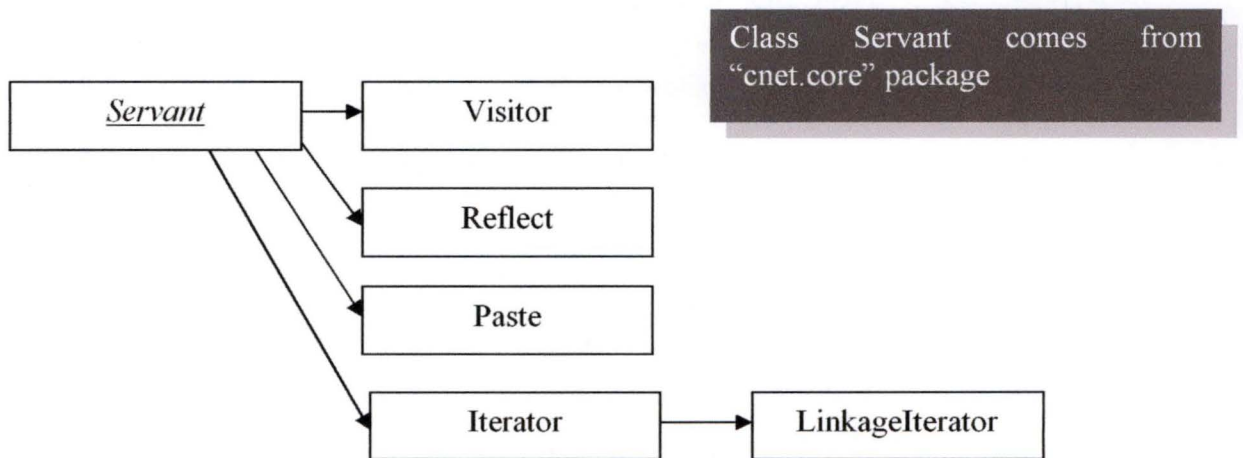 Class Servant comes from
“cnet.core” package
Servant
Visitor
Reflect
Paste
Iterator
LinkageIterator